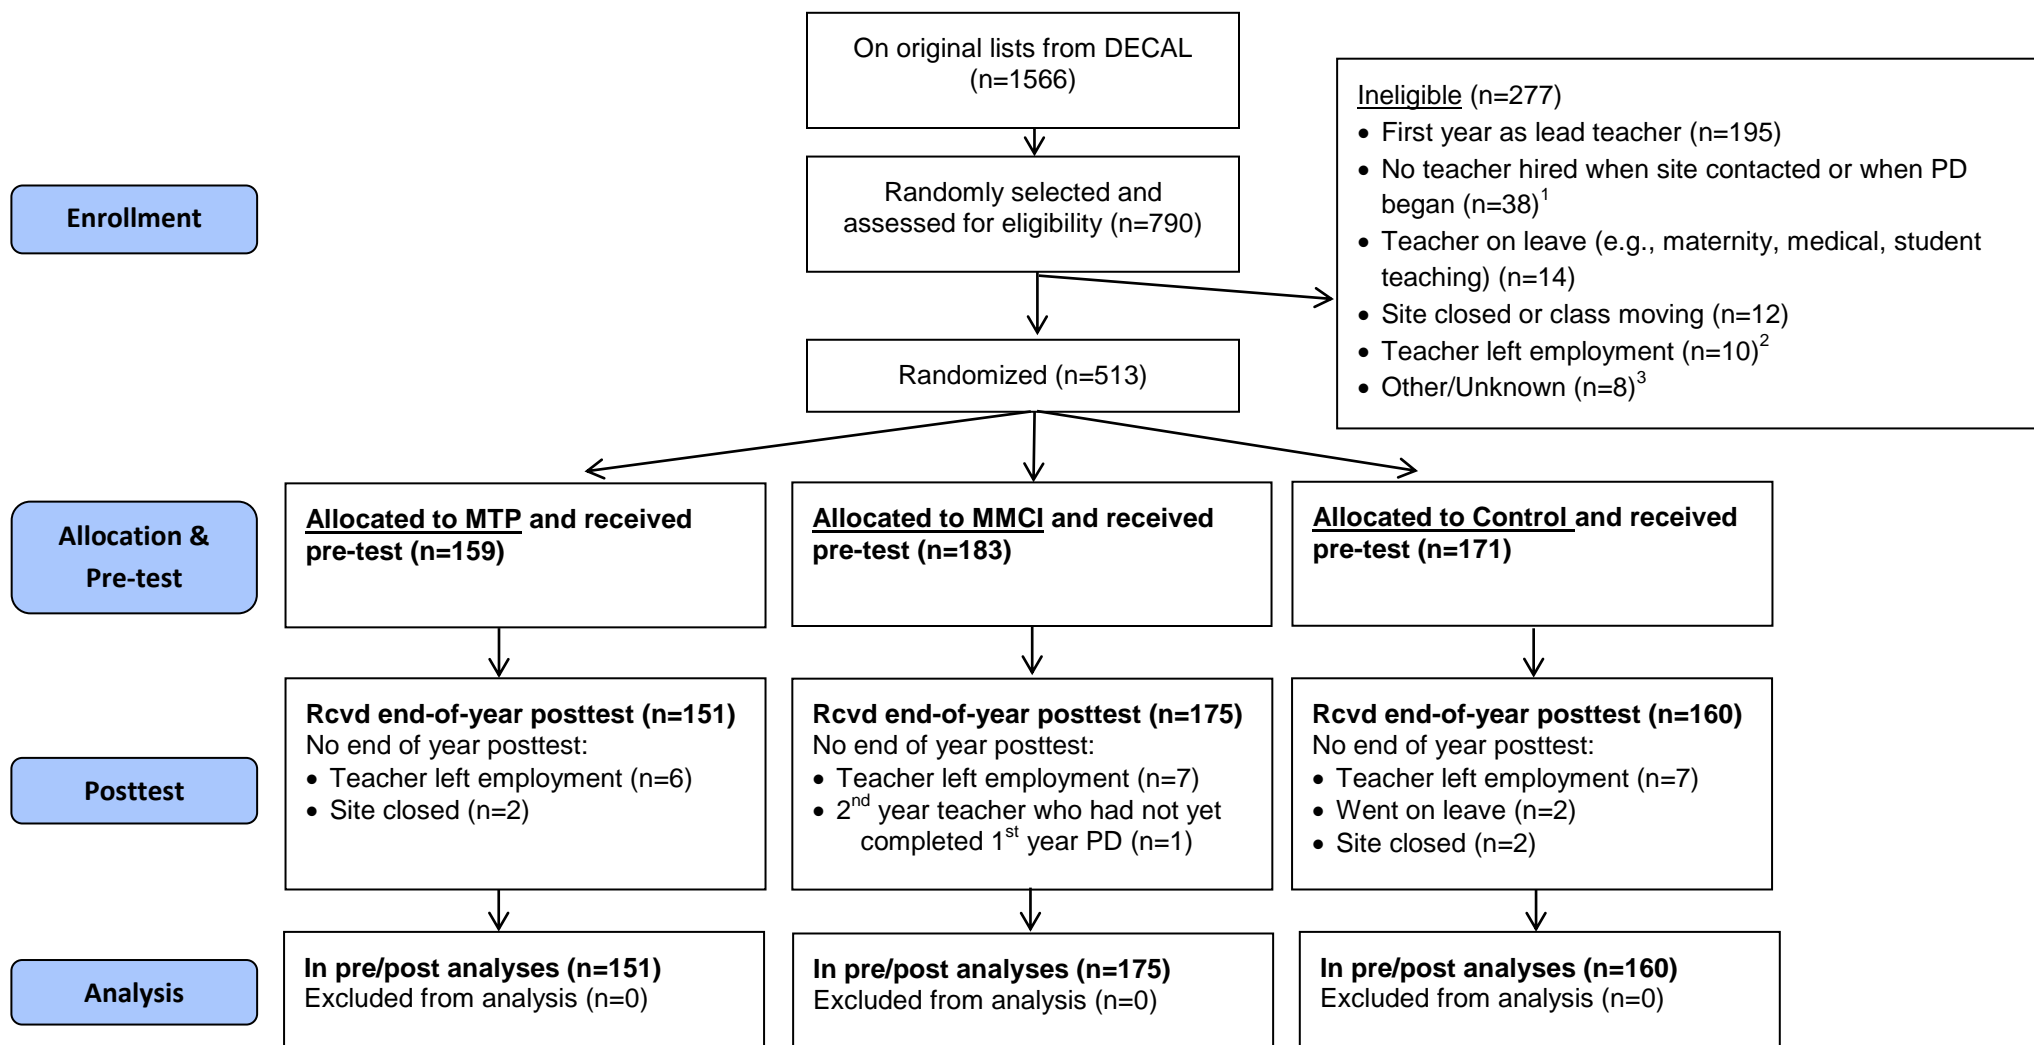 On original lists from DECAL
(n=1566)
Ineligible (n=277)
• First year as lead teacher (n=195)
• No teacher hired when site contacted or when PD
began (n=38)1
• Teacher on leave (e.g., maternity, medical, student
teaching) (n=14)
• Site closed or class moving (n=12)
• Teacher left employment (n=10)2
• Other/Unknown (n=8)3
Enrollment
Randomly selected and
assessed for eligibility (n=790)
Randomized (n=513)
Allocation &
Pre-test
Allocated to MTP and received
pre-test (n=159)
Allocated to MMCI and received
pre-test (n=183)
Allocated to Control and received
pre-test (n=171)
Posttest
Rcvd end-of-year posttest (n=151)
No end of year posttest:
• Teacher left employment (n=6)
• Site closed (n=2)
Rcvd end-of-year posttest (n=175)
No end of year posttest:
• Teacher left employment (n=7)
• 2nd year teacher who had not yet
completed 1st year PD (n=1)
Rcvd end-of-year posttest (n=160)
No end of year posttest:
• Teacher left employment (n=7)
• Went on leave (n=2)
• Site closed (n=2)
Analysis
In pre/post analyses (n=151)
Excluded from analysis (n=0)
In pre/post analyses (n=175)
Excluded from analysis (n=0)
In pre/post analyses (n=160)
Excluded from analysis (n=0)